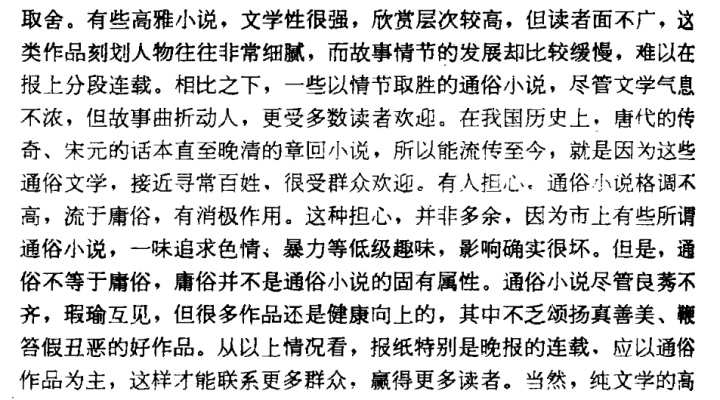 取舍。有些高雅小说，文学性很强，欣赏层次较高，但读者面不广，这
类作品刻划人物往往非常细腻，而故事情节的发展却比较缓慢，难以在
报上分段连载。相比之下，一些以情节取胜的通俗小说，尽管文学气息
不浓，但故事曲折动人，更受多数读者欢迎。在我国历史上，唐代的传
奇、宋元的话本直至晚清的章回小说，所以能流传至今，就是因为这些
通俗文学，接近寻常百姓，很受群众欢迎。有人担心，通俗小说格调不
高，流于庸俗，有消极作用。这种担心，并非多余，因为市上有些所谓
通俗小说，一味追求色情、暴力等低级趣味，影响确实很坏。但是，通
俗不等于庸俗，庸俗并不是通俗小说的固有属性。通俗小说尽管良莠不
齐，瑕瑜互见，但很多作品还是健康向上的，其中不乏颂扬真善美、鞭
笞假丑恶的好作品。从以上情况看，报纸特别是晚报的连载，应以通俗
作品为主，这样才能联系更多群众，赢得更多读者。当然，纯文学的高